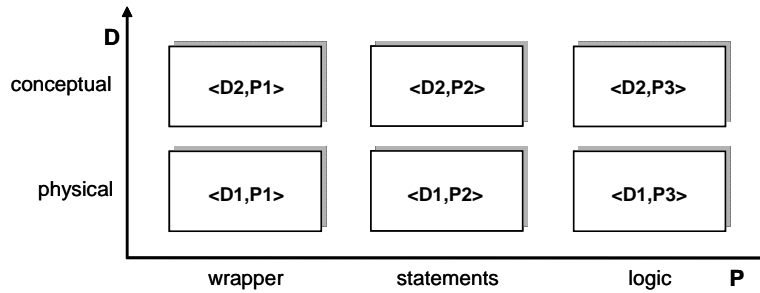 D
conceptual
<D2,P1>
<D2,P2>
<D2,P3>
physical
<D1,P1>
<D1,P2>
<D1,P3>
wrapper
statements
logic
P